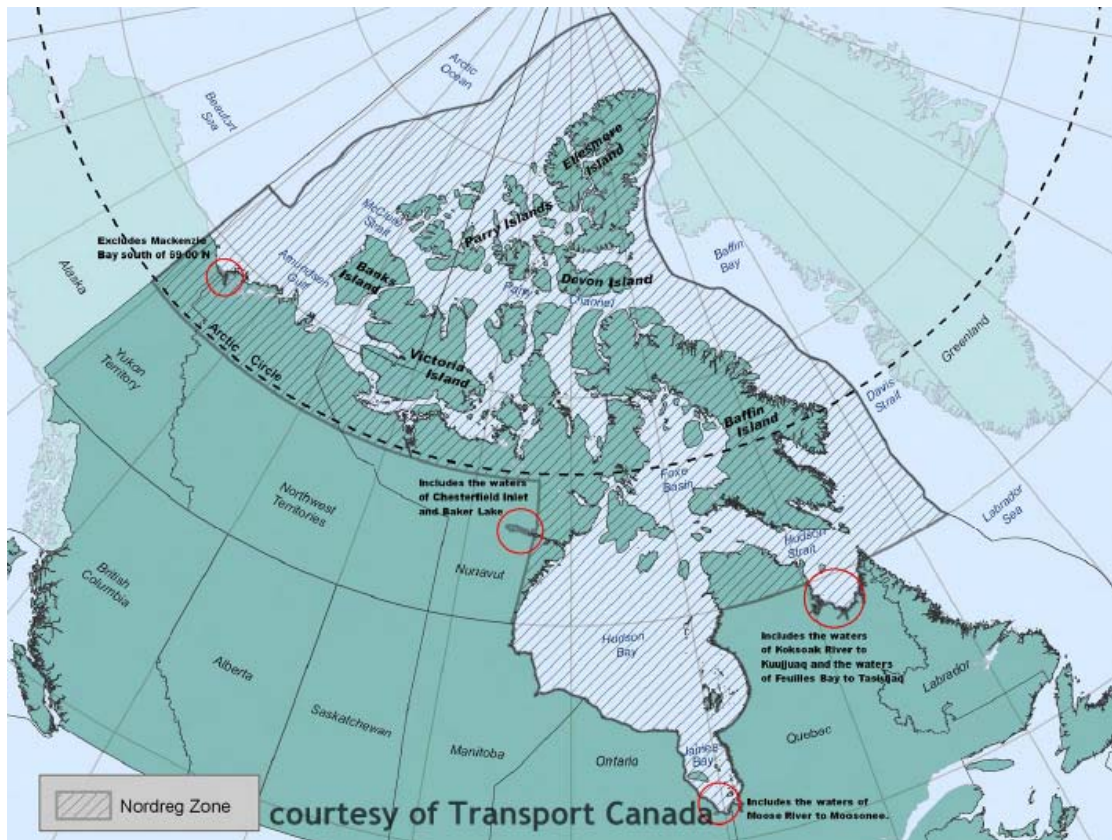 Arctic
Ocean
Beaufort
Sea
Ellesmere
Island
McClure
Strait
Parry Islands
Excludes Mackenzie
Bay south of 69 00 N
Alaska
Amundsen
Gulf
Banks
Island
Parry
Channel
Devon Island
Baffin
Bay
Greenland
Yukon
Territory
Arctic Circle
Victoria
Island
Baffin
Island
Davis
Strait
Foxe
Basin
Includes the waters
of Chesterfield Inlet
and Baker Lake
Northwest
Territories
Labrador
Sea
Hudson
Strait
British
Columbia
Nunavut
Hudson
Bay
Includes the waters
of Koksoak River to
Kuujjuaq and the waters
of Feuilles Bay to Tasiujaq
Labrador
Alberta
Saskatchewan
Manitoba
Ontario
James
Bay
Quebec
Nordreg Zone
courtesy of Transport Canada
Includes the waters of
Moose River to Moosonee.